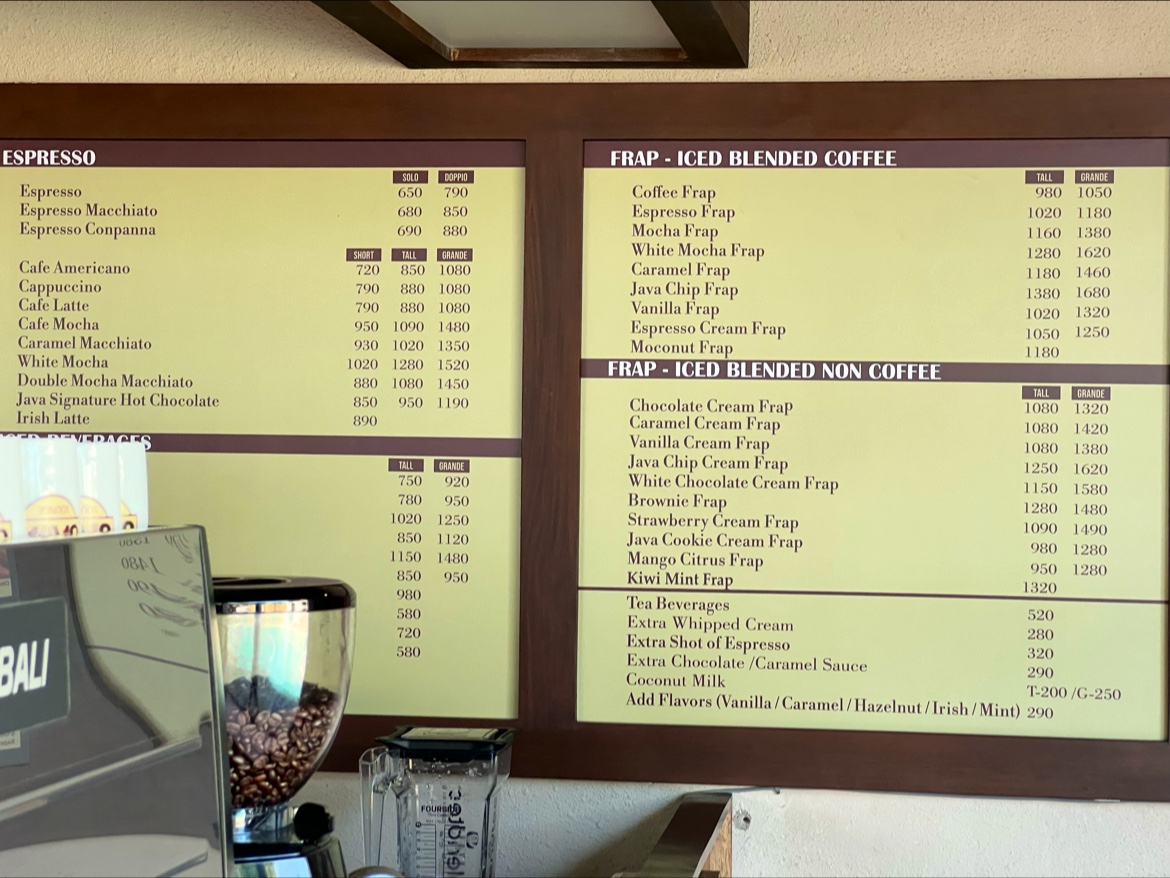 ESPRESSO
SOLO DOPPIO
Espresso 650 790
Espresso Macchiato 680 850
Espresso Conpanna 690 880
SHORT TALL GRANDE
Cafe Americano 720 850 1080
Cappuccino 790 880 1080
Cafe Latte 790 880 1080
Cafe Mocha 950 1090 1480
Caramel Macchiato 930 1020 1350
White Mocha 1020 1280 1520
Double Mocha Macchiato 880 1080 1450
Java Signature Hot Chocolate 850 950 1190
Irish Latte 890
BEVERAGES
TALL GRANDE
750 920
780 950
1020 1250
850 1120
1150 1480
850 950
980
580
720
580
FRAP - ICED BLENDED COFFEE
TALL GRANDE
Coffee Frap 980 1050
Espresso Frap 1020 1180
Mocha Frap 1160 1380
White Mocha Frap 1280 1620
Caramel Frap 1180 1460
Java Chip Frap 1380 1680
Vanilla Frap 1020 1320
Espresso Cream Frap 1050 1250
Moconut Frap 1180
FRAP - ICED BLENDED NON COFFEE
TALL GRANDE
Chocolate Cream Frap 1080 1320
Caramel Cream Frap 1080 1420
Vanilla Cream Frap 1080 1380
Java Chip Cream Frap 1250 1620
White Chocolate Cream Frap 1150 1580
Brownie Frap 1280 1480
Strawberry Cream Frap 1090 1490
Java Cookie Cream Frap 980 1280
Mango Citrus Frap 950 1280
Kiwi Mint Frap 1320
Tea Beverages 520
Extra Whipped Cream 280
Extra Shot of Espresso 320
Extra Chocolate /Caramel Sauce 290
Coconut Milk T-200 /G-250
Add Flavors (Vanilla / Caramel / Hazelnut / Irish / Mint) 290
BALI